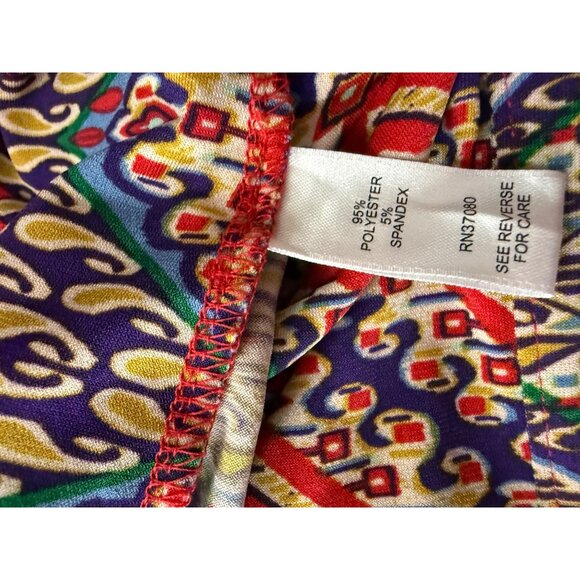 95%
POLYESTER
5%
SPANDEX
RN37080
SEE REVERSE
FOR CARE